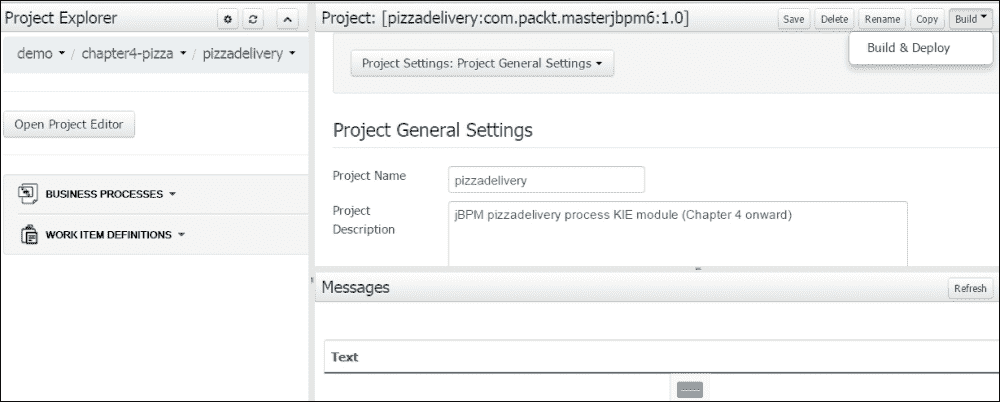 Project Explorer
demo / chapter4-pizza / pizzadelivery
Open Project Editor
BUSINESS PROCESSES
WORK ITEM DEFINITIONS
Project: [pizzadelivery:com.packt.masterjbpm6:1.0]
Save Delete Rename Copy Build
Build & Deploy
Project Settings: Project General Settings
Project General Settings
Project Name
pizzadelivery
Project
Description
jBPM pizzadelivery process KIE module (Chapter 4 onward)
Messages
Refresh
Text